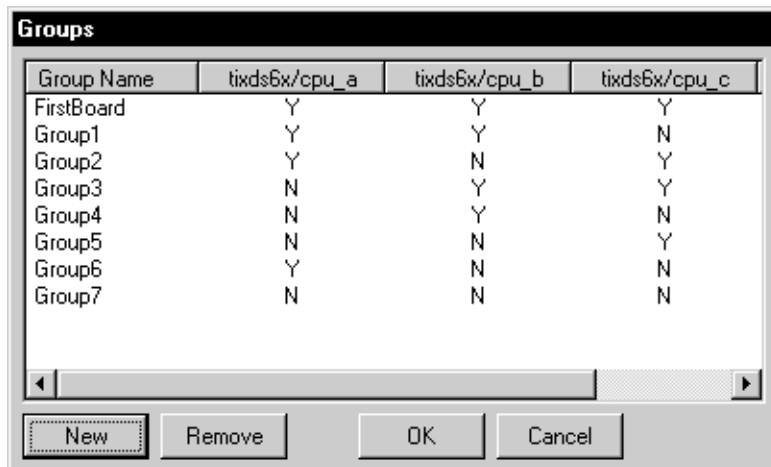 Groups
Group Name tixds6x/cpu_a tixds6x/cpu_b tixds6x/cpu_c
FirstBoard Y Y Y
Group1 Y Y N
Group2 Y N Y
Group3 N Y Y
Group4 N Y N
Group5 N N Y
Group6 Y N N
Group7 N N N
New Remove OK Cancel